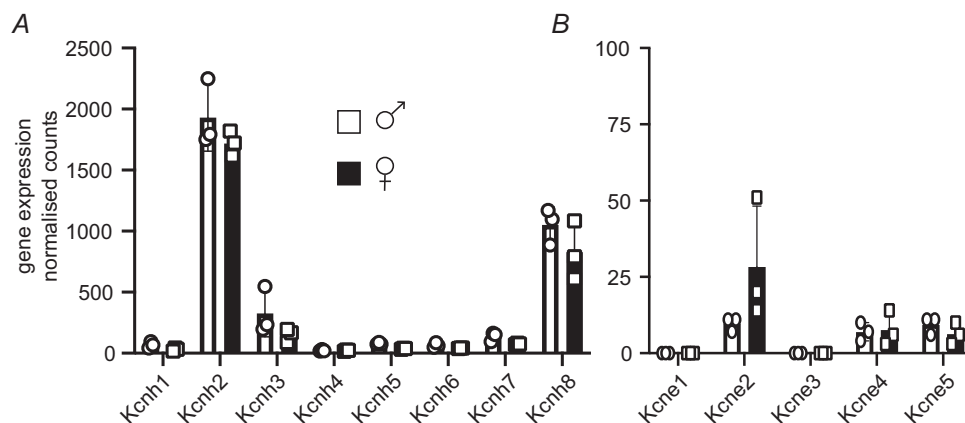 A
B
gene expression
normalised counts
2500
2000
1500
1000
500
0
♂
♀
Kcnh1
Kcnh2
Kcnh3
Kcnh4
Kcnh5
Kcnh6
Kcnh7
Kcnh8
100
75
50
25
0
Kcne1
Kcne2
Kcne3
Kcne4
Kcne5